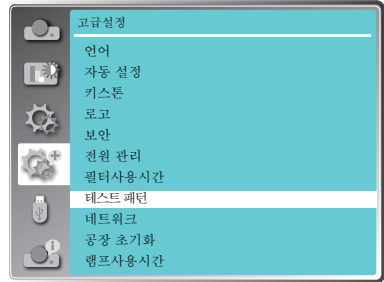 고급설정
언어
자동 설정
키스톤
로고
보안
전원 관리
필터사용시간
테스트 패턴
네트워크
공장 초기화
램프사용시간